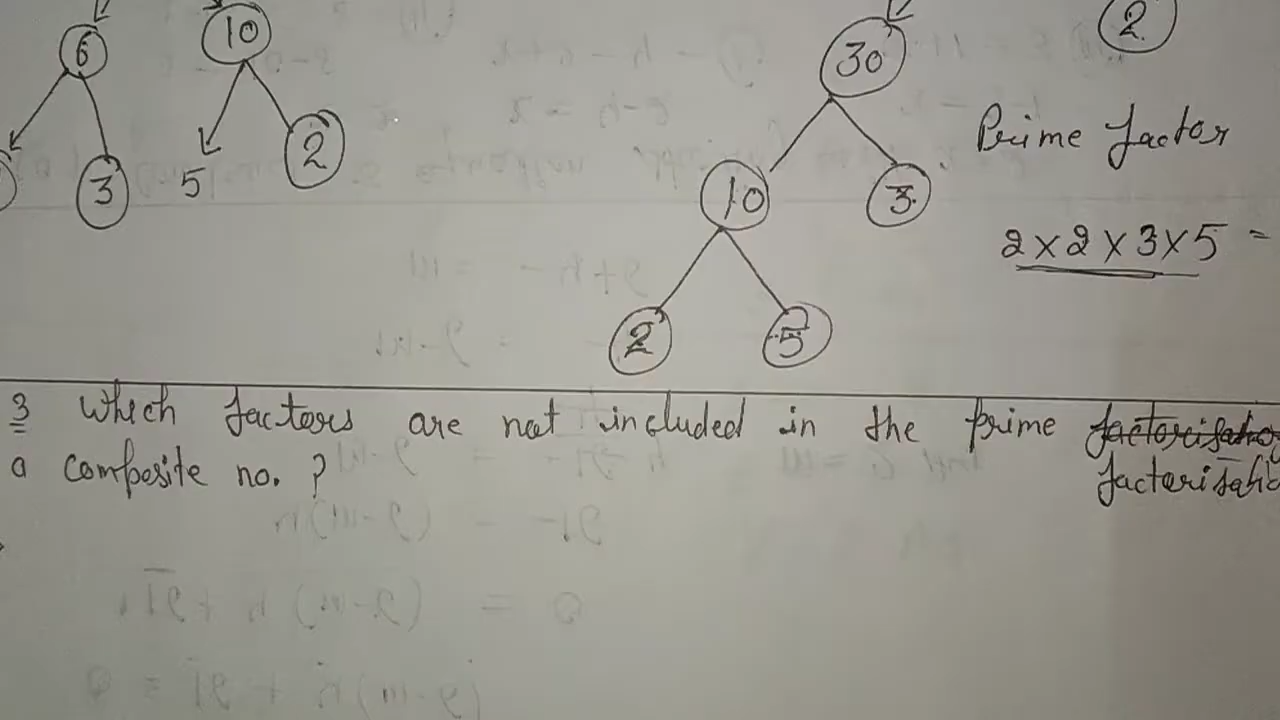 6 10 30 2
5 2 10 3
3
Prime factor
2 x 2 x 3 x 5 =
2 5
3 Which factors are not included in the prime
a composite no. ?